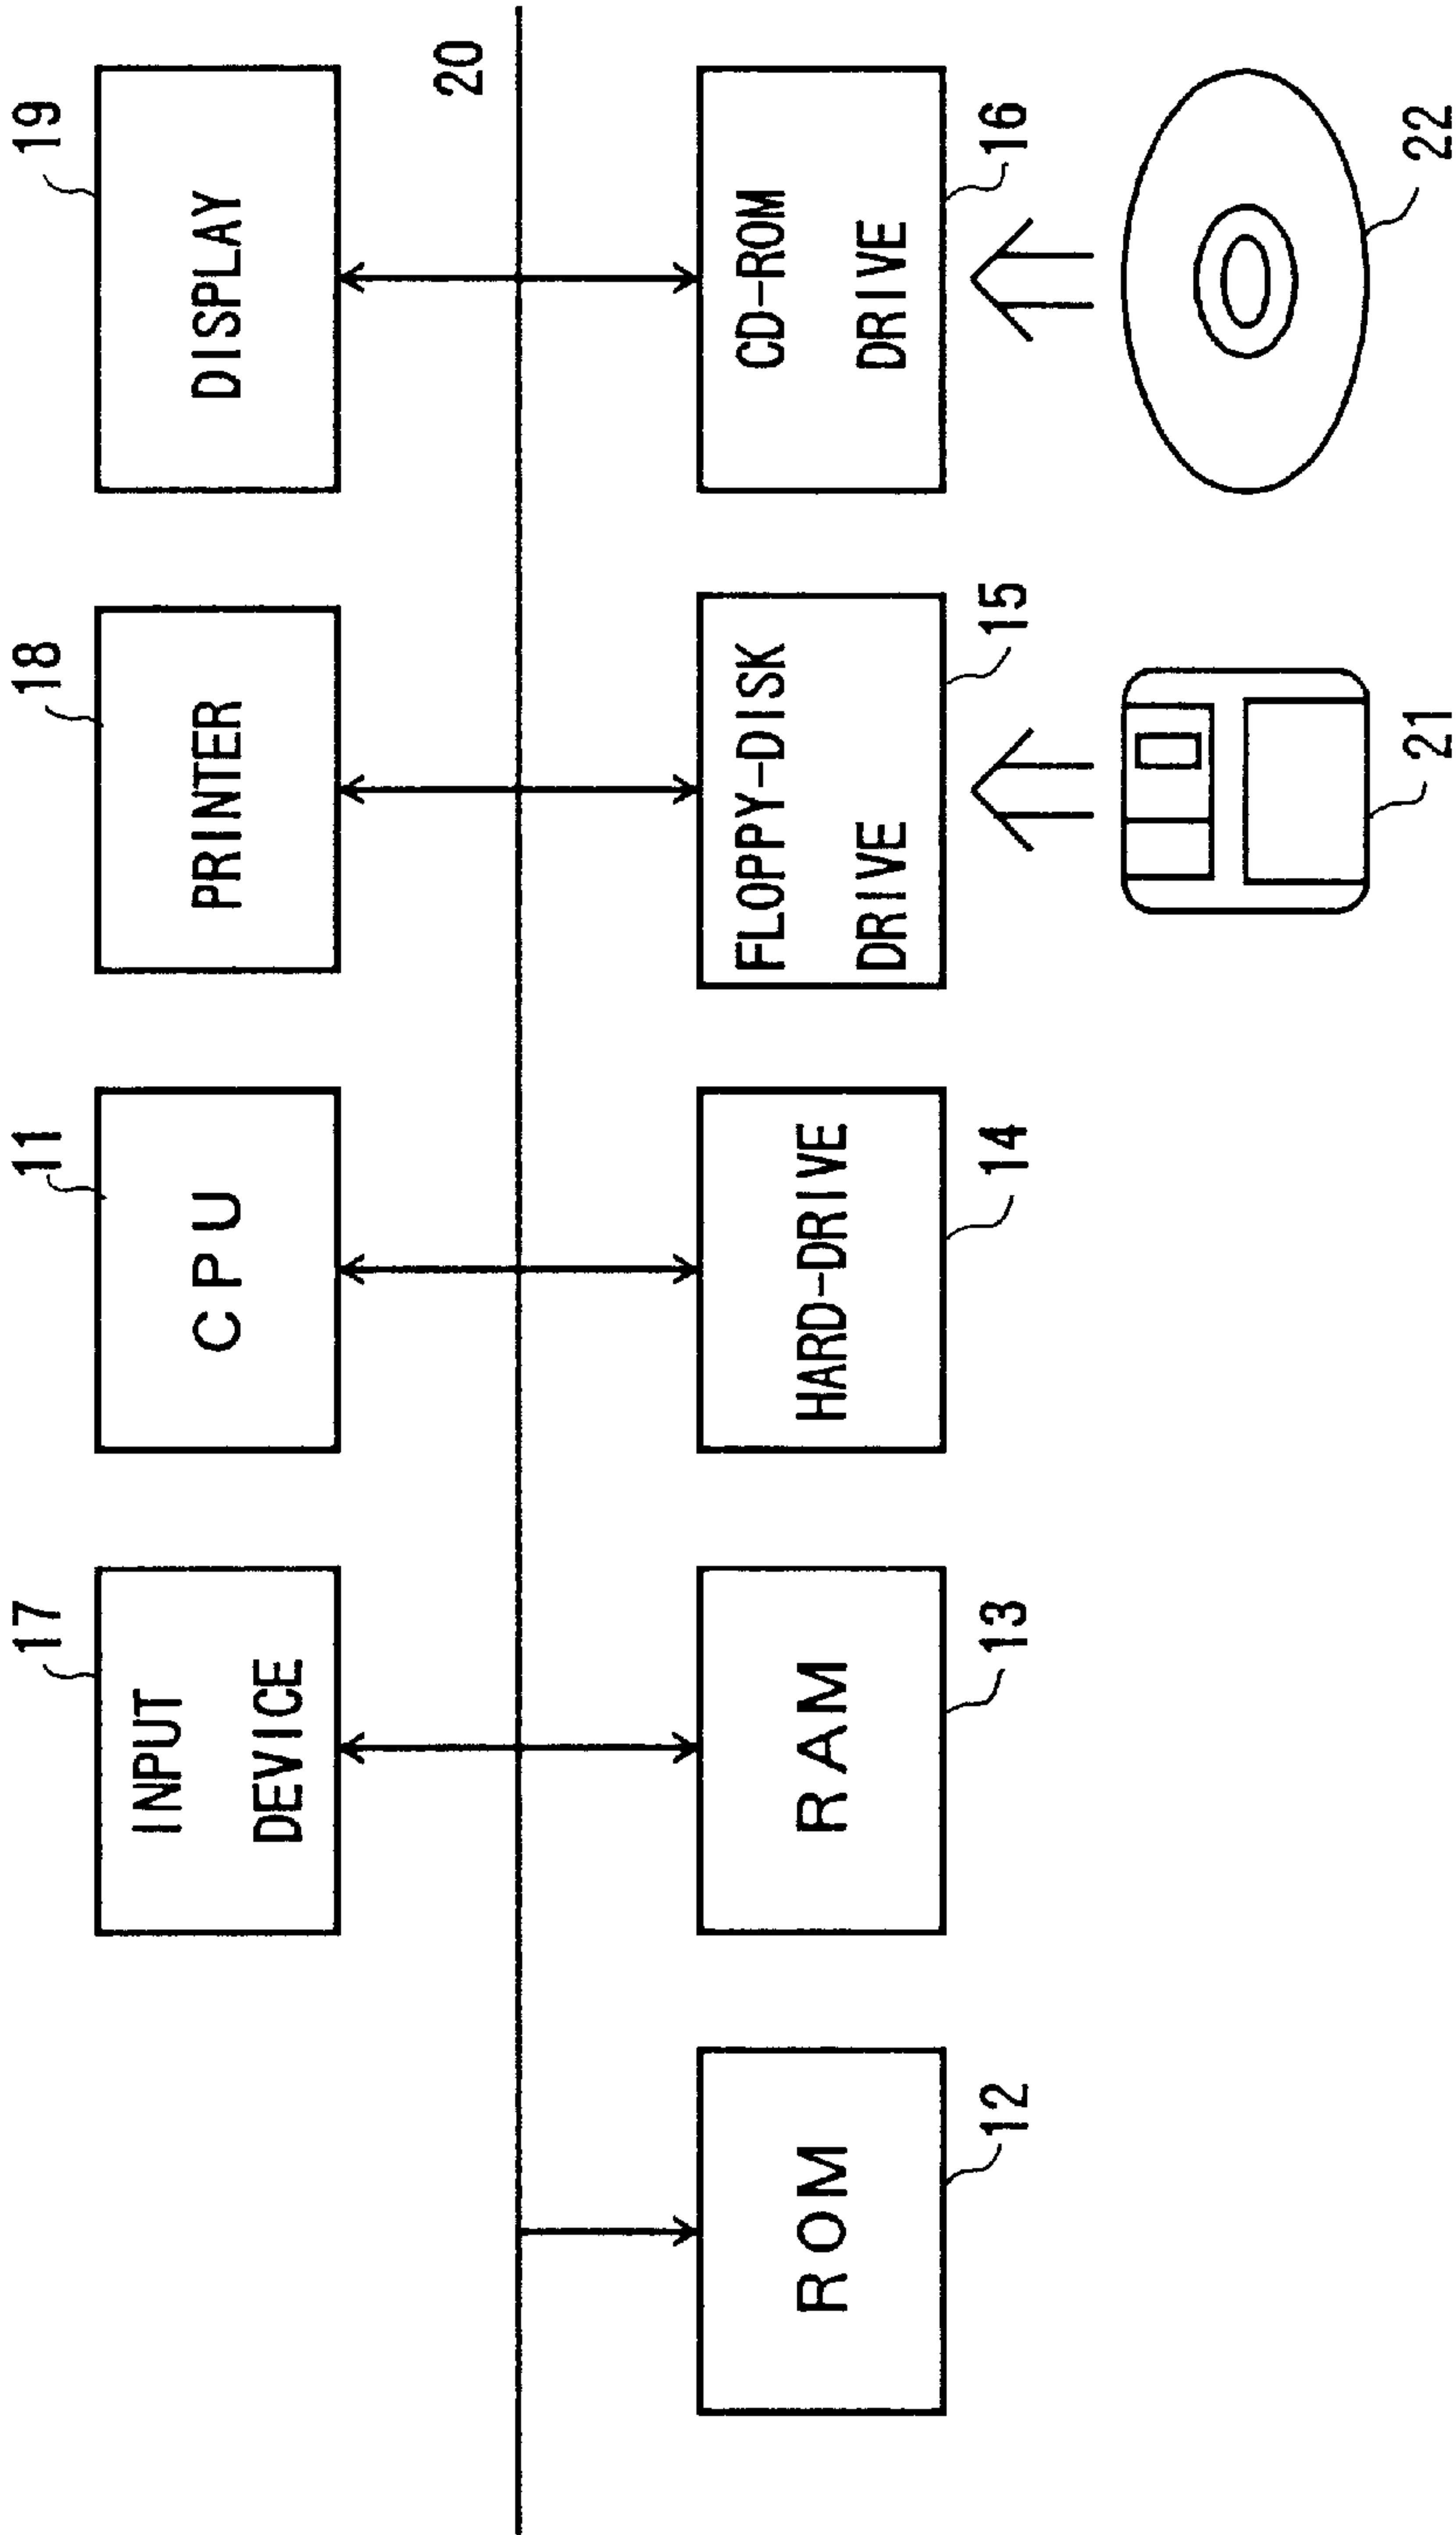 17
11
18
19
INPUT
DEVICE
CPU
PRINTER
DISPLAY
20
ROM
RAM
HARD-DRIVE
FLOPPY-DISK
DRIVE
CD-ROM
DRIVE
12
13
14
15
16
21
22